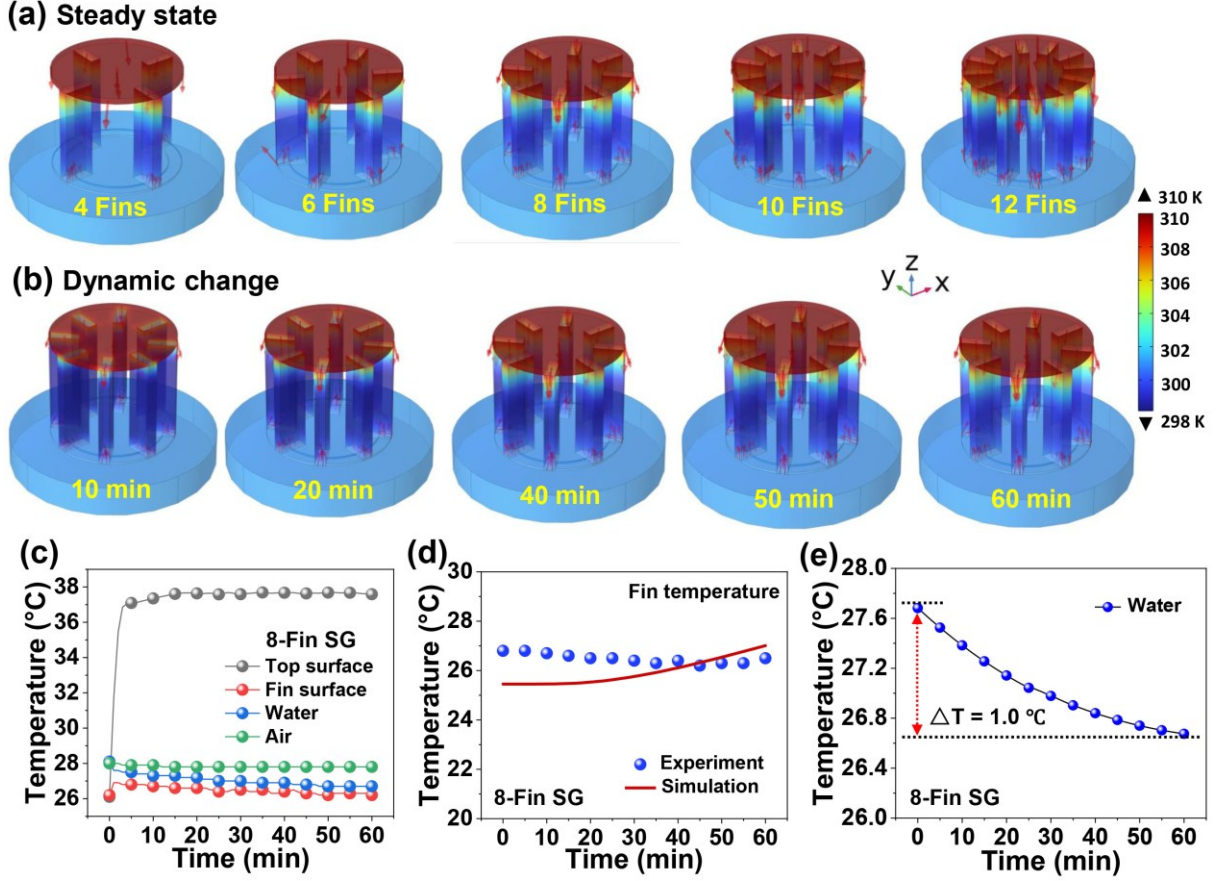 (a) Steady state
4 Fins
6 Fins
8 Fins
10 Fins
12 Fins
310 K
310
308
306
304
302
300
298 K
(b) Dynamic change
y z x
10 min
20 min
40 min
50 min
60 min
(c)
Temperature (°C)
38
36
34
32
30
28
26
8-Fin SG
Top surface
Fin surface
Water
Air
0 10 20 30 40 50 60
Time (min)
(d)
Temperature (°C)
30
28
26
24
22
20
Fin temperature
Experiment
Simulation
8-Fin SG
0 10 20 30 40 50 60
Time (min)
(e)
Temperature (°C)
28.0
27.6
27.2
26.8
26.4
26.0
Water
△T = 1.0 ℃
8-Fin SG
0 10 20 30 40 50 60
Time (min)